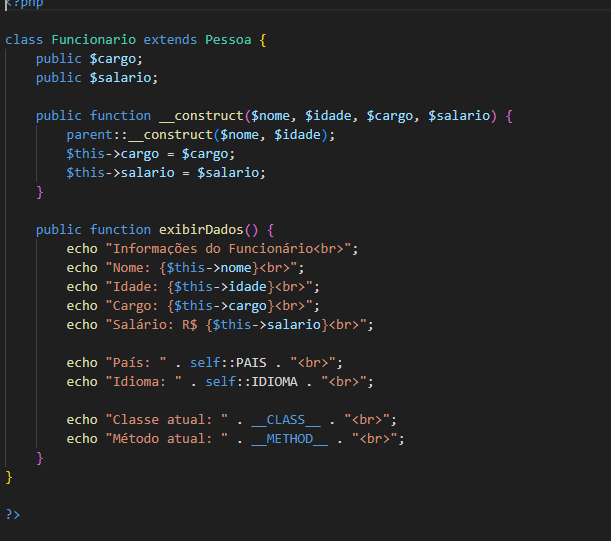 <?php
class Funcionario extends Pessoa {
    public $cargo;
    public $salario;
    public function __construct($nome, $idade, $cargo, $salario) {
        parent::__construct($nome, $idade);
        $this->cargo = $cargo;
        $this->salario = $salario;
    }
    public function exibirDados() {
        echo "Informações do Funcionário<br>";
        echo "Nome: {$this->nome}<br>";
        echo "Idade: {$this->idade}<br>";
        echo "Cargo: {$this->cargo}<br>";
        echo "Salário: R$ {$this->salario}<br>";
        echo "País: " . self::PAIS . "<br>";
        echo "Idioma: " . self::IDIOMA . "<br>";
        echo "Classe atual: " . __CLASS__ . "<br>";
        echo "Método atual: " . __METHOD__ . "<br>";
    }
}
?>